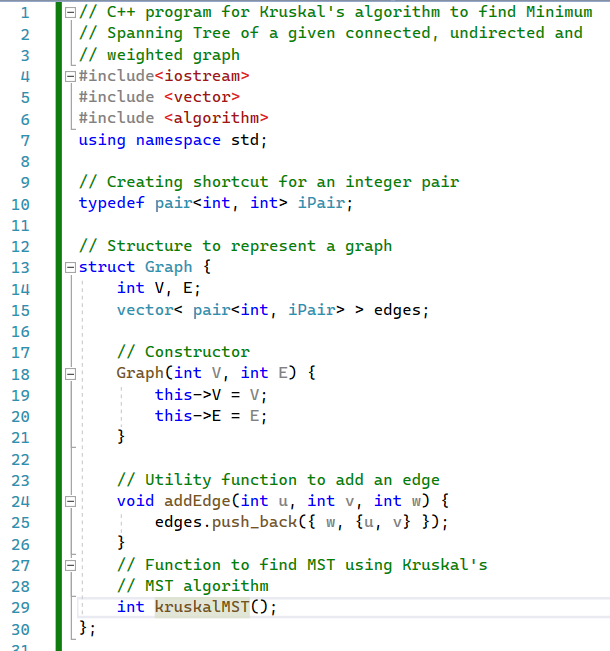 1 // C++ program for Kruskal's algorithm to find Minimum
2 // Spanning Tree of a given connected, undirected and
3 // weighted graph
4 #include<iostream>
5 #include <vector>
6 #include <algorithm>
7 using namespace std;
8
9 // Creating shortcut for an integer pair
10 typedef pair<int, int> iPair;
11
12 // Structure to represent a graph
13 struct Graph {
14     int V, E;
15     vector< pair<int, iPair> > edges;
16
17     // Constructor
18     Graph(int V, int E) {
19         this->V = V;
20         this->E = E;
21     }
22
23     // Utility function to add an edge
24     void addEdge(int u, int v, int w) {
25         edges.push_back({ w, {u, v} });
26     }
27     // Function to find MST using Kruskal's
28     // MST algorithm
29     int kruskalMST();
30 };
31